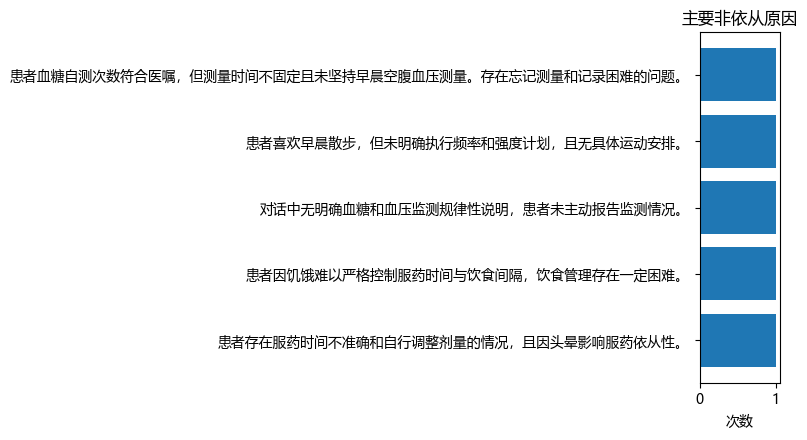 主要非依从原因
患者血糖自测次数符合医嘱，但测量时间不固定且未坚持早晨空腹血压测量。存在忘记测量和记录困难的问题。
患者喜欢早晨散步，但未明确执行频率和强度计划，且无具体运动安排。
对话中无明确血糖和血压监测规律性说明，患者未主动报告监测情况。
患者因饥饿难以严格控制服药时间与饮食间隔，饮食管理存在一定困难。
患者存在服药时间不准确和自行调整剂量的情况，且因头晕影响服药依从性。
0 1
次数